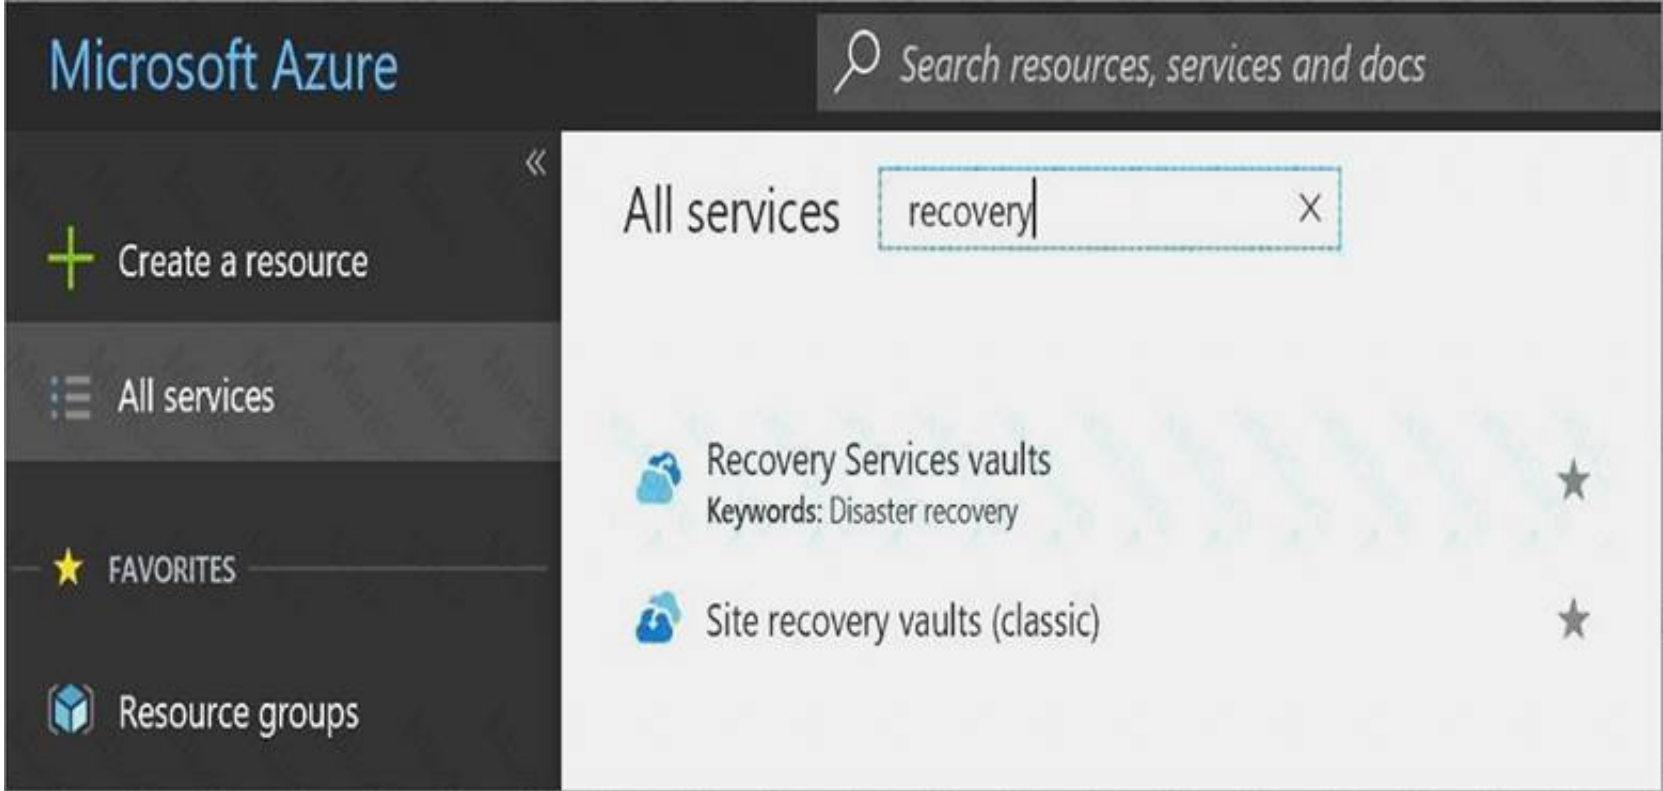 Microsoft Azure
Search resources, services and docs
«
Create a resource
All services
FAVORITES
Resource groups
All services
recovery
X
Recovery Services vaults
Keywords: Disaster recovery
Site recovery vaults (classic)